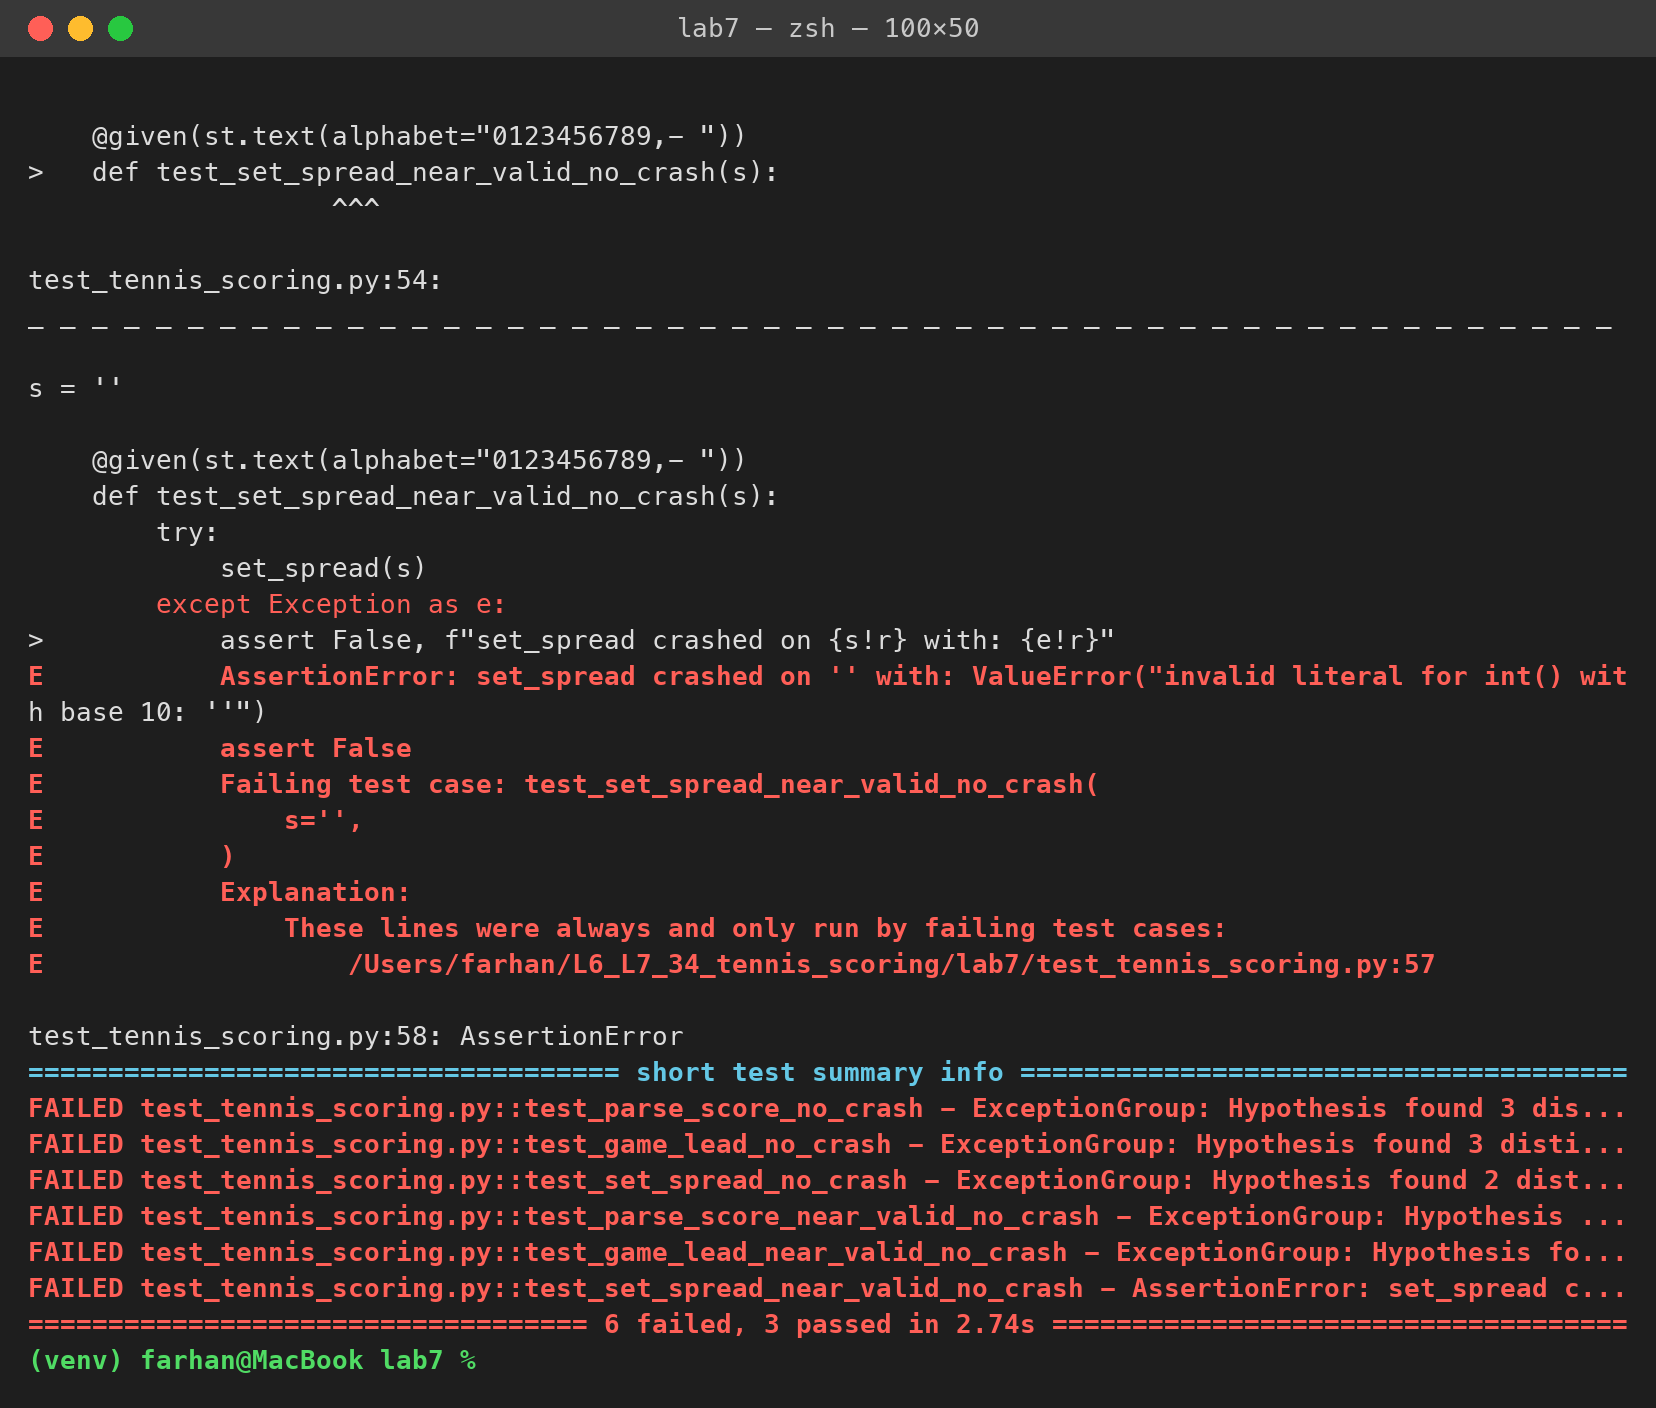 lab7 — zsh — 100×50
    @given(st.text(alphabet="0123456789,- "))
>   def test_set_spread_near_valid_no_crash(s):
                   ^^^
test_tennis_scoring.py:54:
_ _ _ _ _ _ _ _ _ _ _ _ _ _ _ _ _ _ _ _ _ _ _ _ _ _ _ _ _ _ _ _ _ _ _ _ _ _ _ _ _ _ _ _ _ _ _ _ _ _
s = ''
    @given(st.text(alphabet="0123456789,- "))
    def test_set_spread_near_valid_no_crash(s):
        try:
            set_spread(s)
        except Exception as e:
>           assert False, f"set_spread crashed on {s!r} with: {e!r}"
E           AssertionError: set_spread crashed on '' with: ValueError("invalid literal for int() wit
h base 10: ''")
E           assert False
E           Failing test case: test_set_spread_near_valid_no_crash(
E               s='',
E           )
E           Explanation:
E               These lines were always and only run by failing test cases:
E                   /Users/farhan/L6_L7_34_tennis_scoring/lab7/test_tennis_scoring.py:57
test_tennis_scoring.py:58: AssertionError
===================================== short test summary info ======================================
FAILED test_tennis_scoring.py::test_parse_score_no_crash - ExceptionGroup: Hypothesis found 3 dis...
FAILED test_tennis_scoring.py::test_game_lead_no_crash - ExceptionGroup: Hypothesis found 3 disti...
FAILED test_tennis_scoring.py::test_set_spread_no_crash - ExceptionGroup: Hypothesis found 2 dist...
FAILED test_tennis_scoring.py::test_parse_score_near_valid_no_crash - ExceptionGroup: Hypothesis ...
FAILED test_tennis_scoring.py::test_game_lead_near_valid_no_crash - ExceptionGroup: Hypothesis fo...
FAILED test_tennis_scoring.py::test_set_spread_near_valid_no_crash - AssertionError: set_spread c...
=================================== 6 failed, 3 passed in 2.74s ====================================
(venv) farhan@MacBook lab7 %